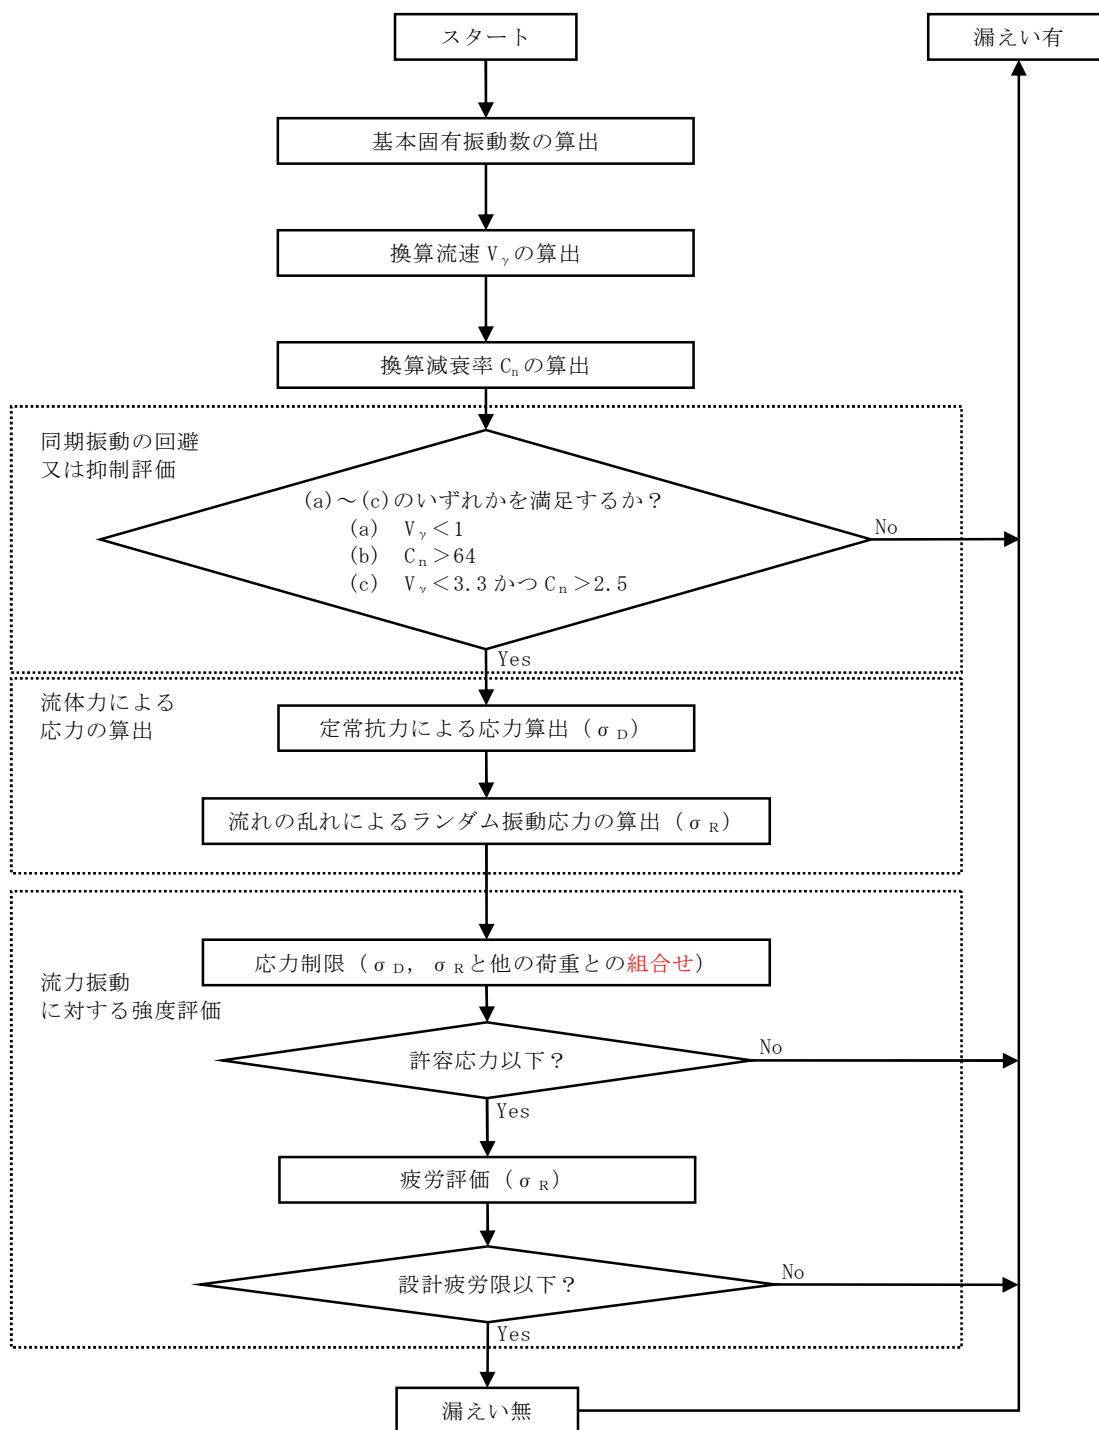 スタート
漏えい有
基本固有振動数の算出
換算流速 Vγの算出
換算減衰率 Cnの算出
同期振動の回避
又は抑制評価
(a)～(c)のいずれかを満足するか？
(a) Vγ＜1
(b) Cn＞64
(c) Vγ＜3.3 かつ Cn＞2.5
No
Yes
流体力による
応力の算出
定常抗力による応力算出（σD）
流れの乱れによるランダム振動応力の算出（σR）
流力振動
に対する強度評価
応力制限（σD, σRと他の荷重との組合せ）
許容応力以下？
No
Yes
疲労評価（σR）
設計疲労限以下？
No
Yes
漏えい無